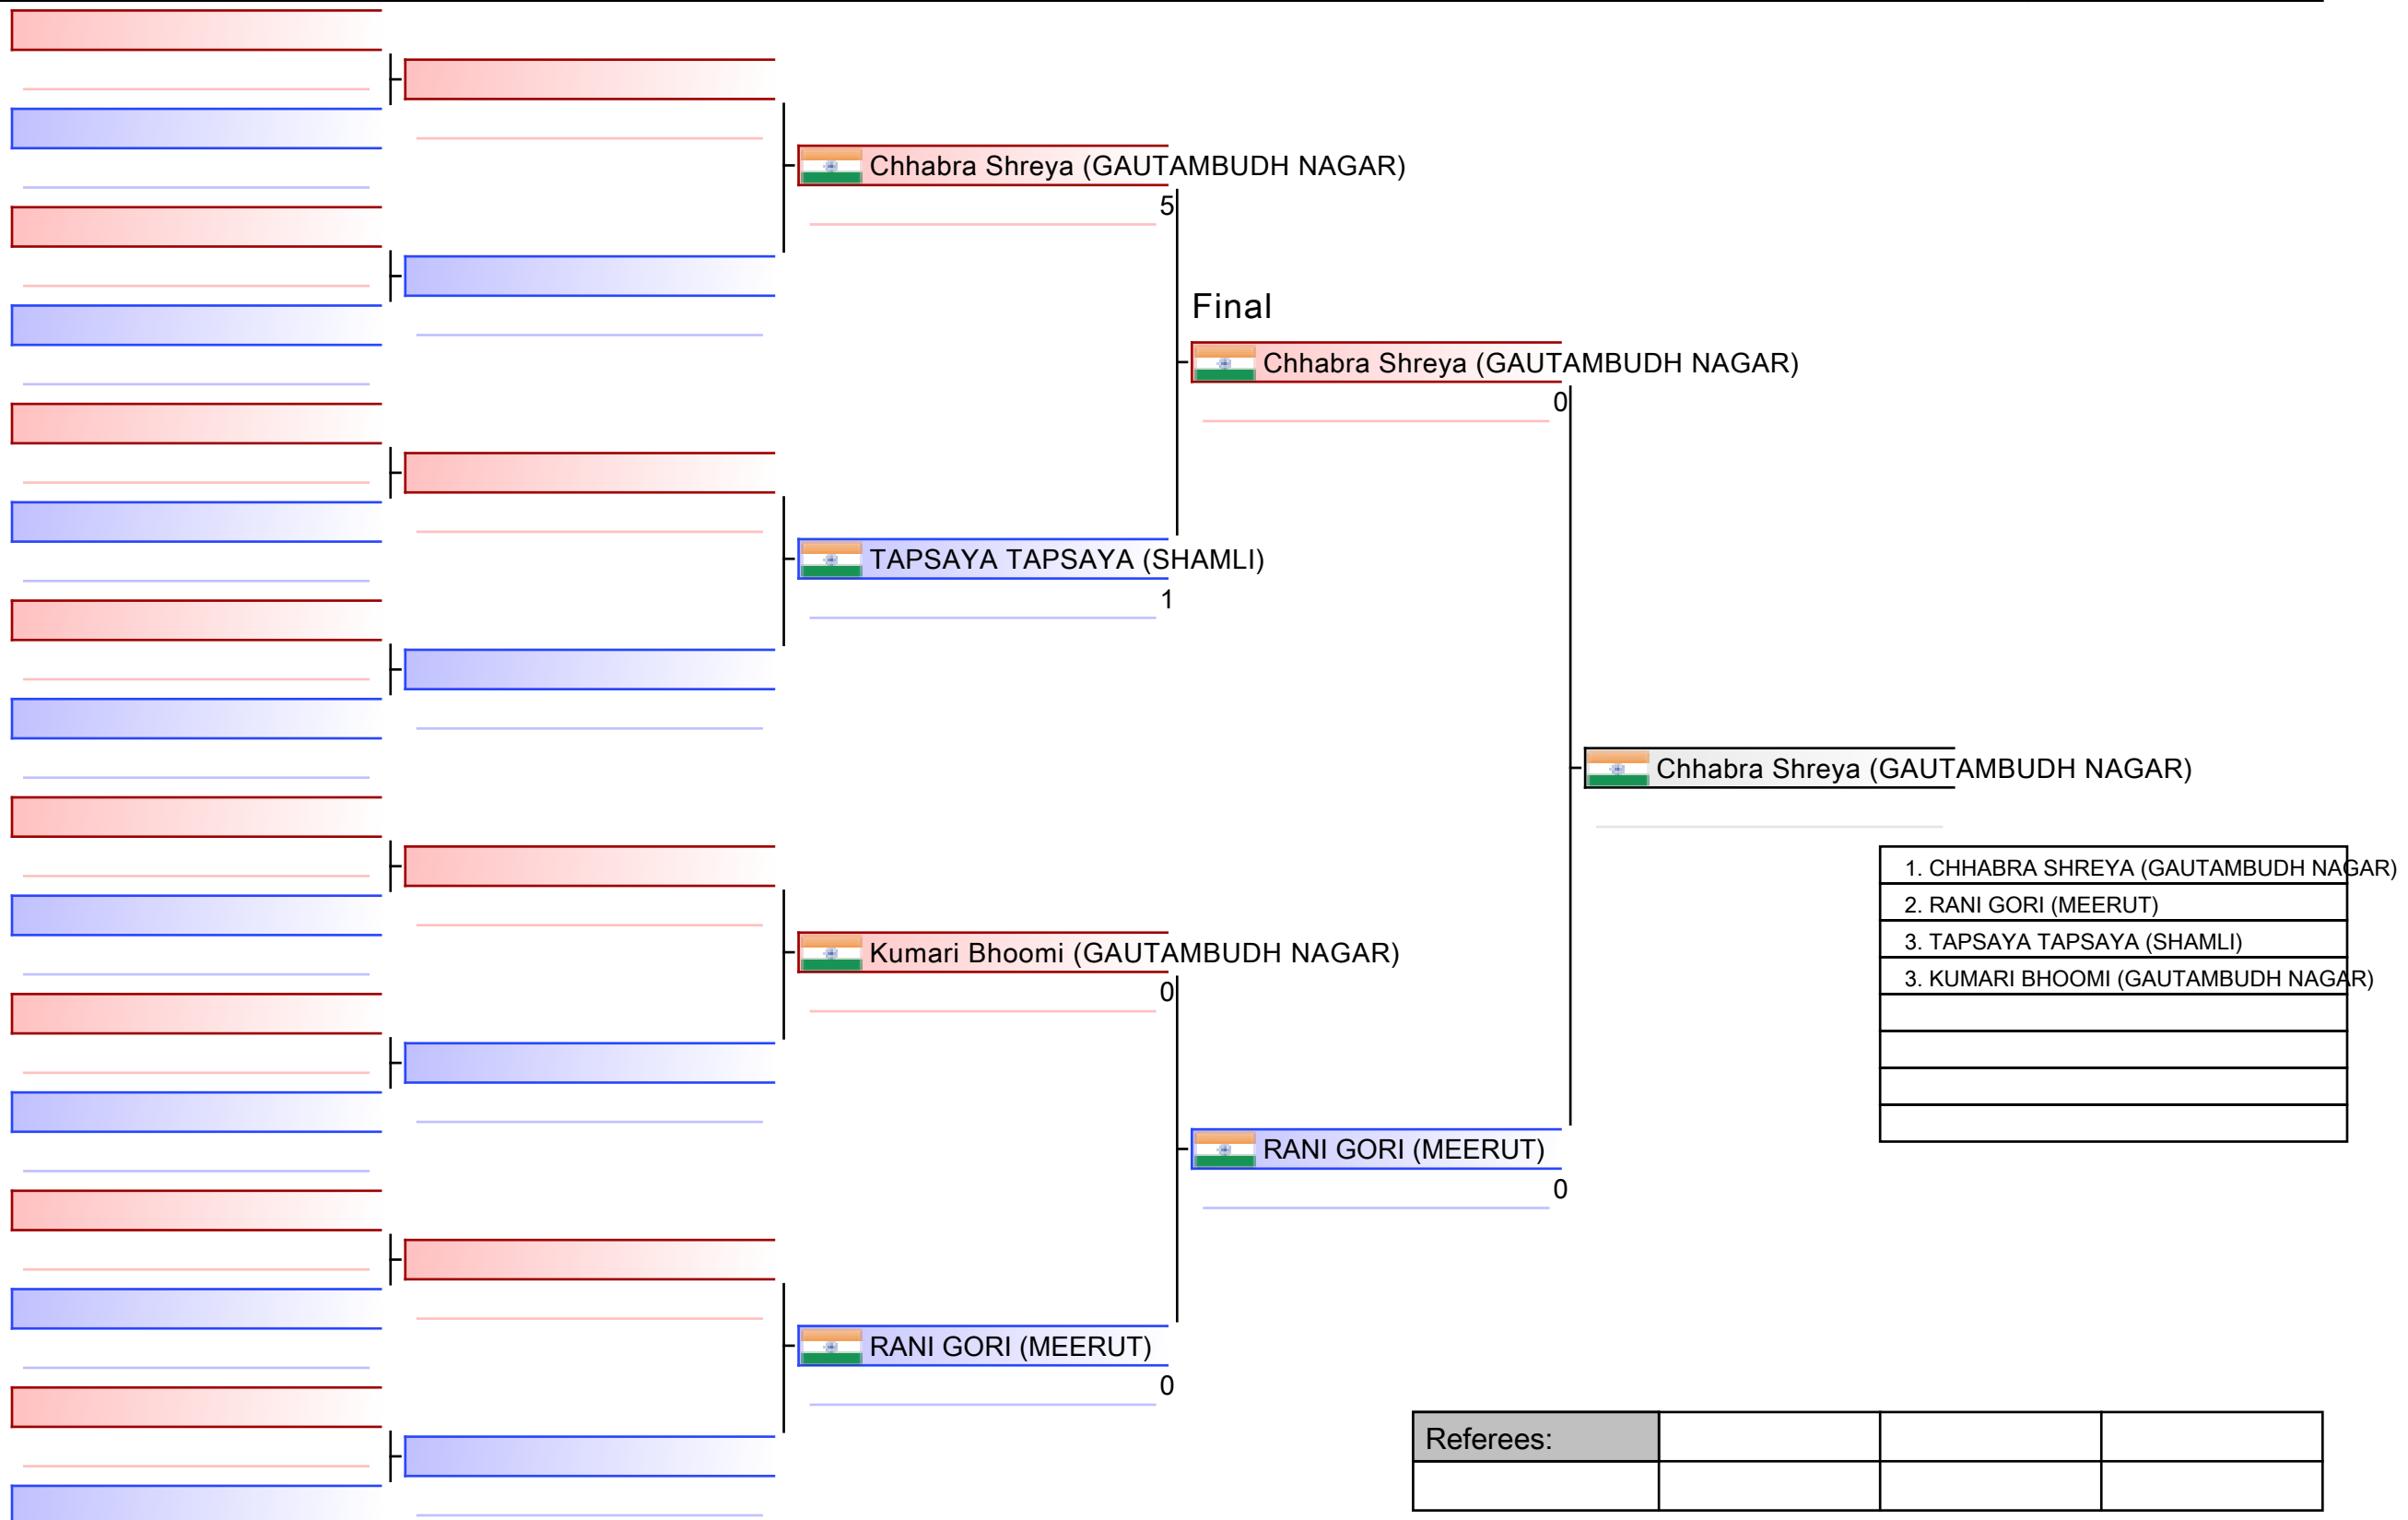 Chhabra Shreya (GAUTAMBUDH NAGAR)
5
Final
Chhabra Shreya (GAUTAMBUDH NAGAR)
0
TAPSAYA TAPSAYA (SHAMLI)
1
Chhabra Shreya (GAUTAMBUDH NAGAR)
1. CHHABRA SHREYA (GAUTAMBUDH NAGAR)
2. RANI GORI (MEERUT)
3. TAPSAYA TAPSAYA (SHAMLI)
3. KUMARI BHOOMI (GAUTAMBUDH NAGAR)
Kumari Bhoomi (GAUTAMBUDH NAGAR)
0
RANI GORI (MEERUT)
0
RANI GORI (MEERUT)
0
Referees: